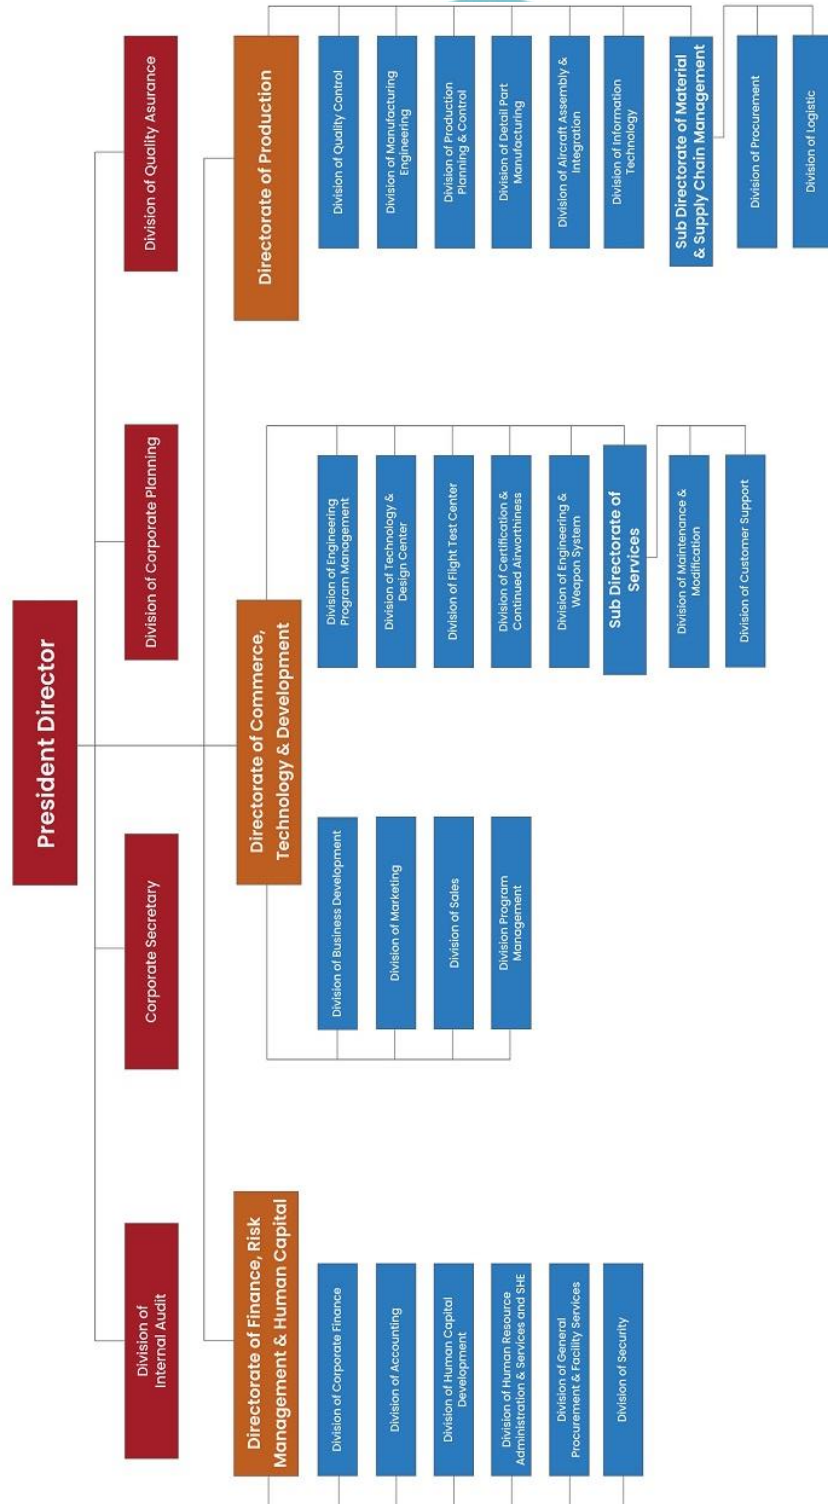 President Director
Division of
Internal Audit
Corporate Secretary
Division of Corporate Planning
Division of Quality Asurance
Directorate of Finance, Risk
Management & Human Capital
Division of Corporate Finance
Division of Accounting
Division of Human Capital
Development
Division of Human Resource
Administration & Services and SHE
Division of General
Procurement & Facility Services
Division of Security
Directorate of Commerce,
Technology & Development
Division of Business Development
Division of Marketing
Division of Sales
Division Program
Management
Division of Engineering
Program Management
Division of Technology &
Design Center
Division of Flight Test Center
Division of Certification &
Continued Airworthiness
Division of Engineering &
Weapon System
Sub Directorate of
Services
Division of Maintenance &
Modification
Division of Customer Support
Directorate of Production
Division of Quality Control
Division of Manufacturing
Engineering
Division of Production
Planning & Control
Division of Detail Part
Manufacturing
Division of Aircraft Assembly &
Integration
Division of Information
Technology
Sub Directorate of Material
& Supply Chain Management
Division of Procurement
Division of Logistic